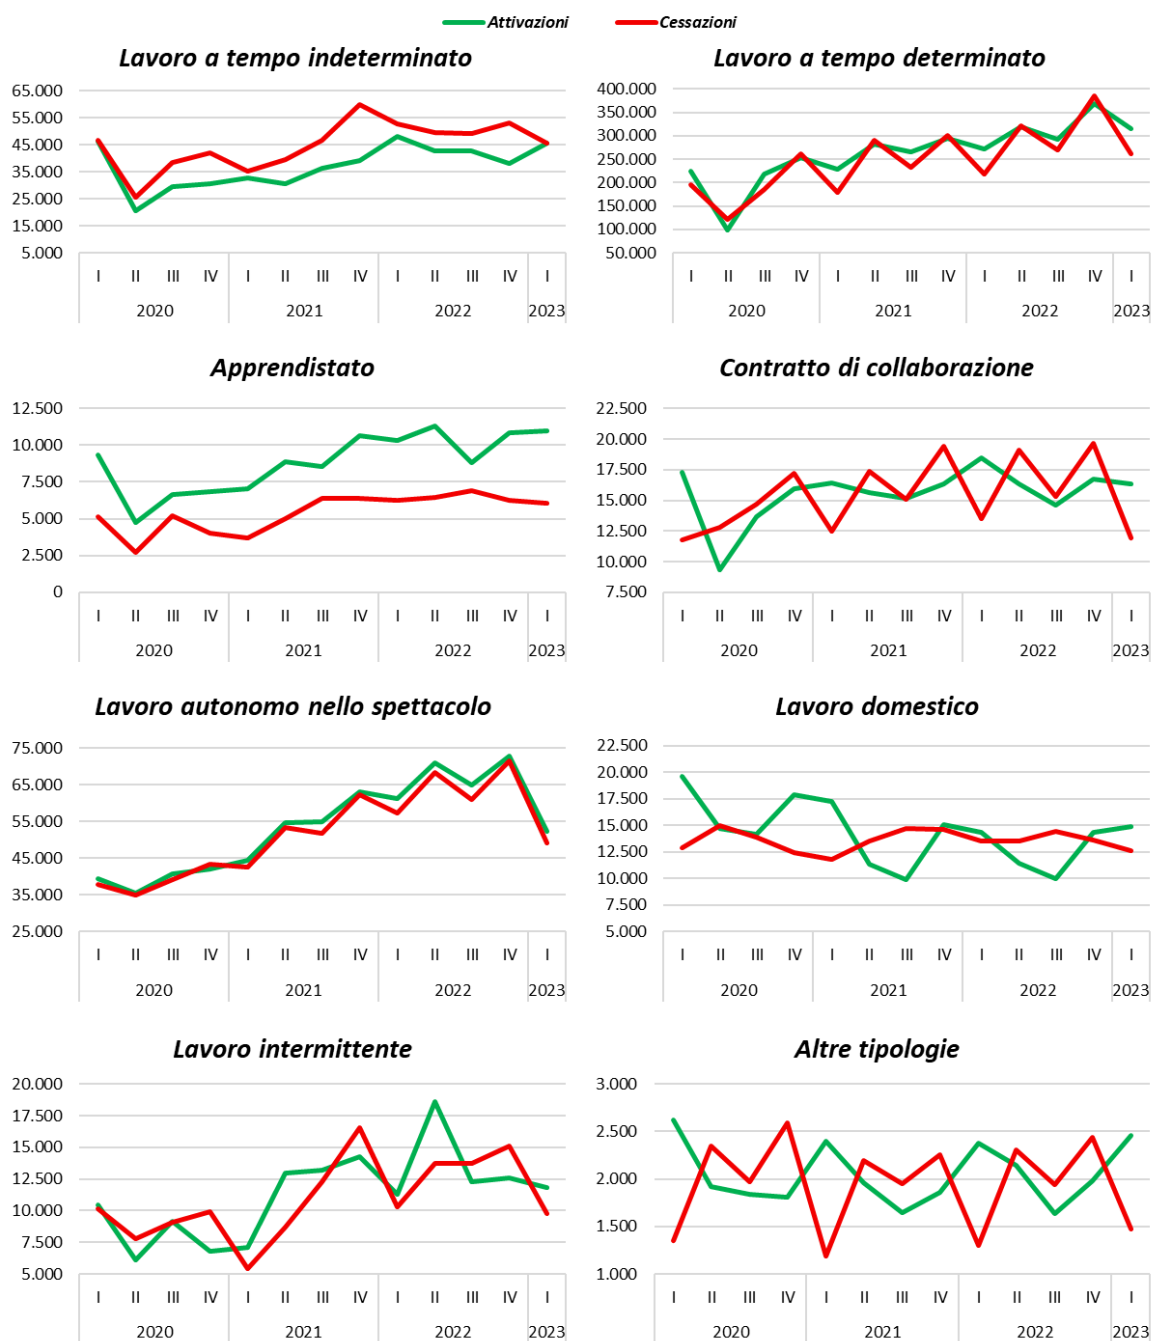 Attivazioni Cessazioni
Lavoro a tempo indeterminato
65.000
55.000
45.000
35.000
25.000
15.000
5.000
I II III IV I II III IV I II III IV I
2020 2021 2022 2023
Lavoro a tempo determinato
400.000
350.000
300.000
250.000
200.000
150.000
100.000
50.000
I II III IV I II III IV I II III IV I
2020 2021 2022 2023
Apprendistato
12.500
10.000
7.500
5.000
2.500
0
I II III IV I II III IV I II III IV I
2020 2021 2022 2023
Contratto di collaborazione
22.500
20.000
17.500
15.000
12.500
10.000
7.500
I II III IV I II III IV I II III IV I
2020 2021 2022 2023
Lavoro autonomo nello spettacolo
75.000
65.000
55.000
45.000
35.000
25.000
I II III IV I II III IV I II III IV I
2020 2021 2022 2023
Lavoro domestico
22.500
20.000
17.500
15.000
12.500
10.000
7.500
5.000
I II III IV I II III IV I II III IV I
2020 2021 2022 2023
Lavoro intermittente
20.000
17.500
15.000
12.500
10.000
7.500
5.000
I II III IV I II III IV I II III IV I
2020 2021 2022 2023
Altre tipologie
3.000
2.500
2.000
1.500
1.000
I II III IV I II III IV I II III IV I
2020 2021 2022 2023